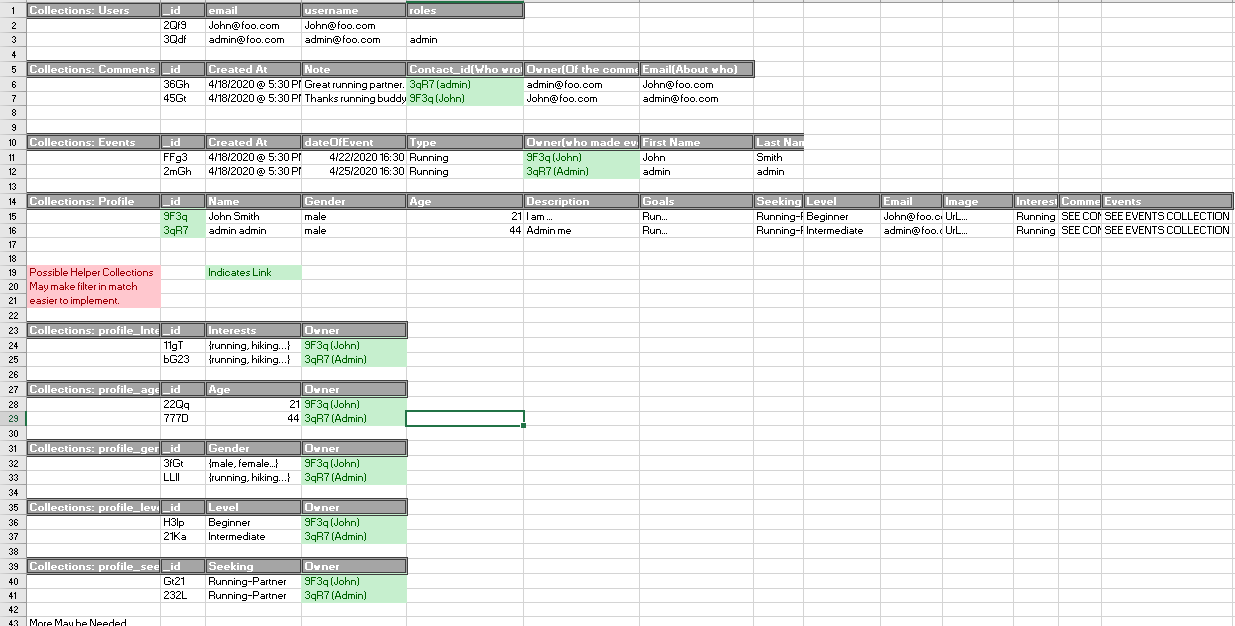 1 Collections: Users _id email username roles
2 2Qf9 John@foo.com John@foo.com
3 3Qdf admin@foo.com admin@foo.com admin
4
5 Collections: Comments _id Created At Note Contact_id(Who wro Owner(Of the comme Email(About who)
6 36Gh 4/18/2020 @ 5:30 PM Great running partner. 3qR7 (admin) admin@foo.com John@foo.com
7 45Gt 4/18/2020 @ 5:30 PM Thanks running buddy 9F3q (John) John@foo.com admin@foo.com
8
9
10 Collections: Events _id Created At dateOfEvent Type Owner(who made eve First Name Last Nam
11 FFg3 4/18/2020 @ 5:30 PM 4/22/2020 16:30 Running 9F3q (John) John Smith
12 2mGh 4/18/2020 @ 5:30 PM 4/25/2020 16:30 Running 3qR7 (Admin) admin admin
13
14 Collections: Profile _id Name Gender Age Description Goals Seeking Level Email Image Interest Comme Events
15 9F3q John Smith male 21 I am ... Run... Running-F Beginner John@foo.co UrL... Running SEE COM SEE EVENTS COLLECTION
16 3qR7 admin admin male 44 Admin me Run... Running-F Intermediate admin@foo.c UrL... Running SEE COM SEE EVENTS COLLECTION
17
18
19 Possible Helper Collections Indicates Link
20 May make filter in match
21 easier to implement.
22
23 Collections: profile_Inte _id Interests Owner
24 11gT {running, hiking...} 9F3q (John)
25 bG23 {running, hiking...} 3qR7 (Admin)
26
27 Collections: profile_age _id Age Owner
28 22Qq 21 9F3q (John)
29 777D 44 3qR7 (Admin)
30
31 Collections: profile_gen _id Gender Owner
32 3fGt {male, female...} 9F3q (John)
33 LLII {running, hiking...} 3qR7 (Admin)
34
35 Collections: profile_leve _id Level Owner
36 H3lp Beginner 9F3q (John)
37 21Ka Intermediate 3qR7 (Admin)
38
39 Collections: profile_see _id Seeking Owner
40 Gt21 Running-Partner 9F3q (John)
41 232L Running-Partner 3qR7 (Admin)
42
43 More May be Needed